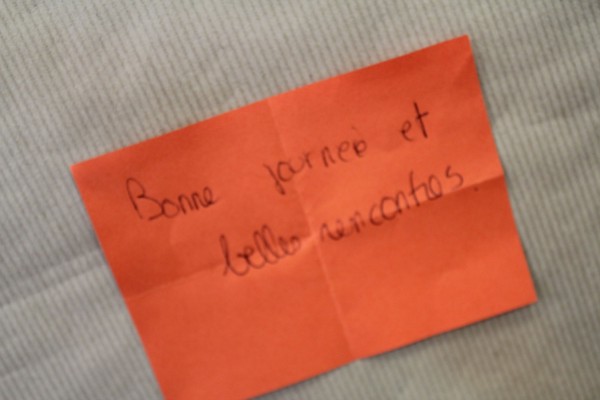 Bonne journée et
belles rencontres.